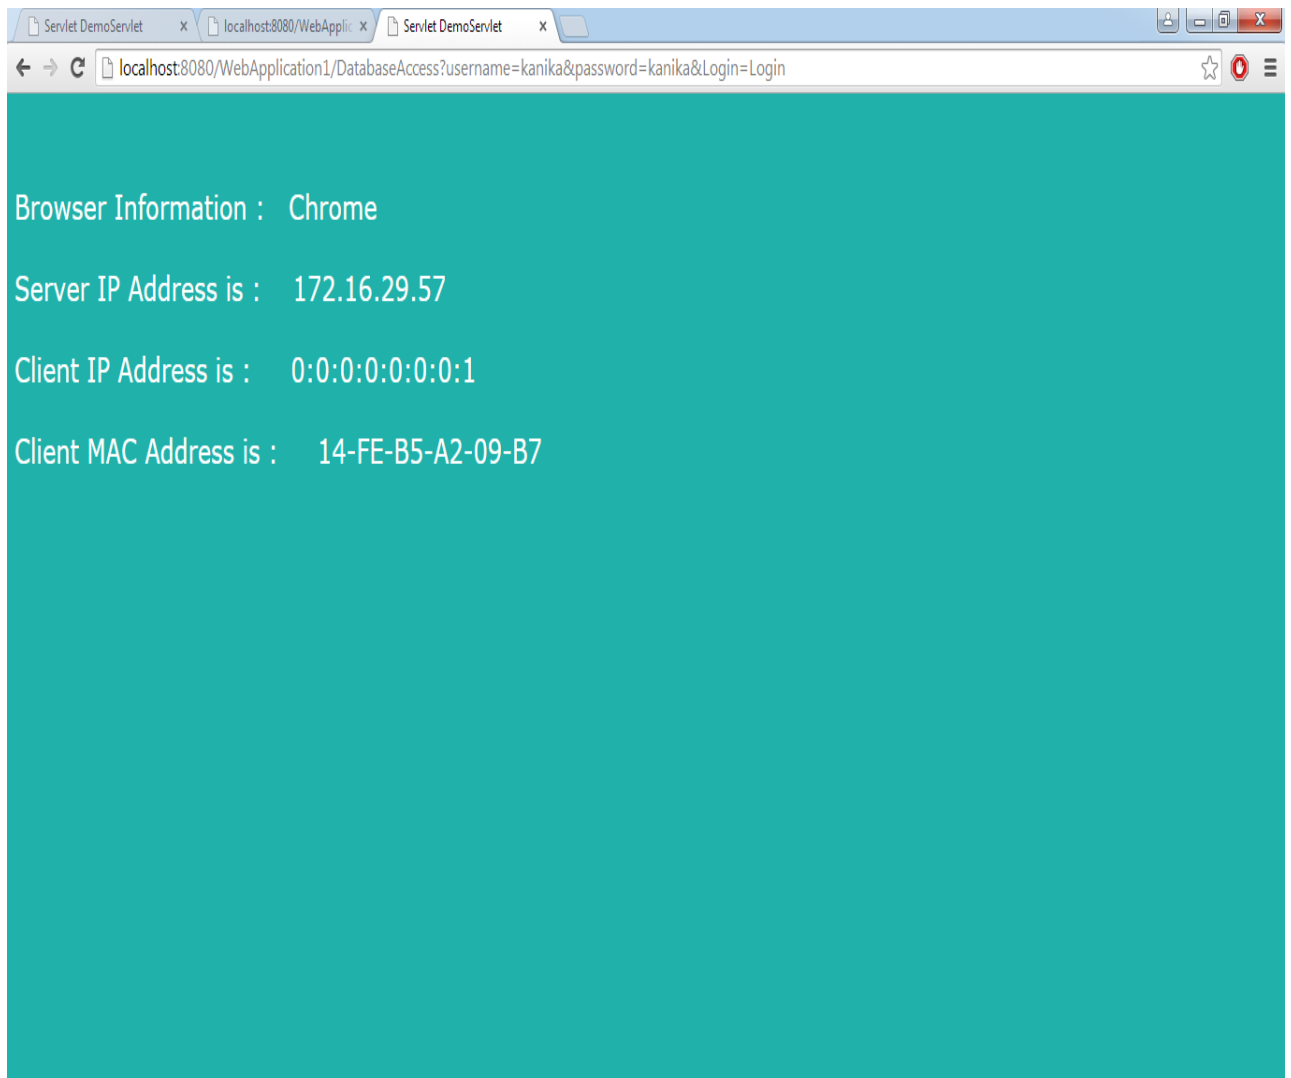 Servlet DemoServlet
localhost:8080/WebApplic
Servlet DemoServlet
localhost:8080/WebApplication1/DatabaseAccess?username=kanika&password=kanika&Login=Login
Browser Information : Chrome
Server IP Address is : 172.16.29.57
Client IP Address is : 0:0:0:0:0:0:0:1
Client MAC Address is : 14-FE-B5-A2-09-B7